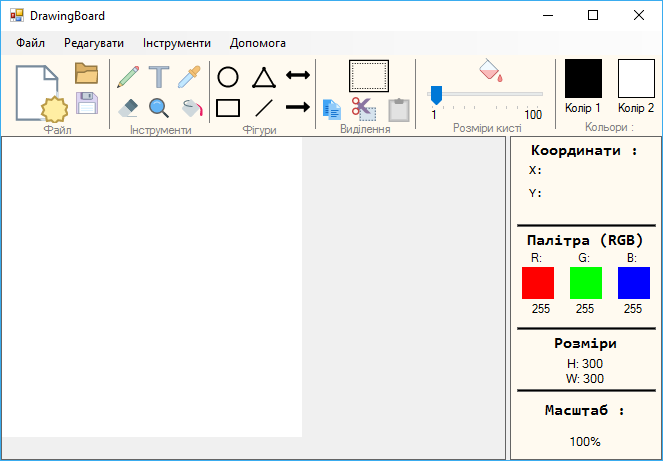 DrawingBoard
Файл Редагувати Інструменти Допомога
1 100
Колір 1 Колір 2
Файл Інструменти Фігури Виділення Розміри кисті Кольори :
Координати :
X:
Y:
Палітра (RGB)
R: G: B:
255 255 255
Розміри
H: 300
W: 300
Масштаб :
100%